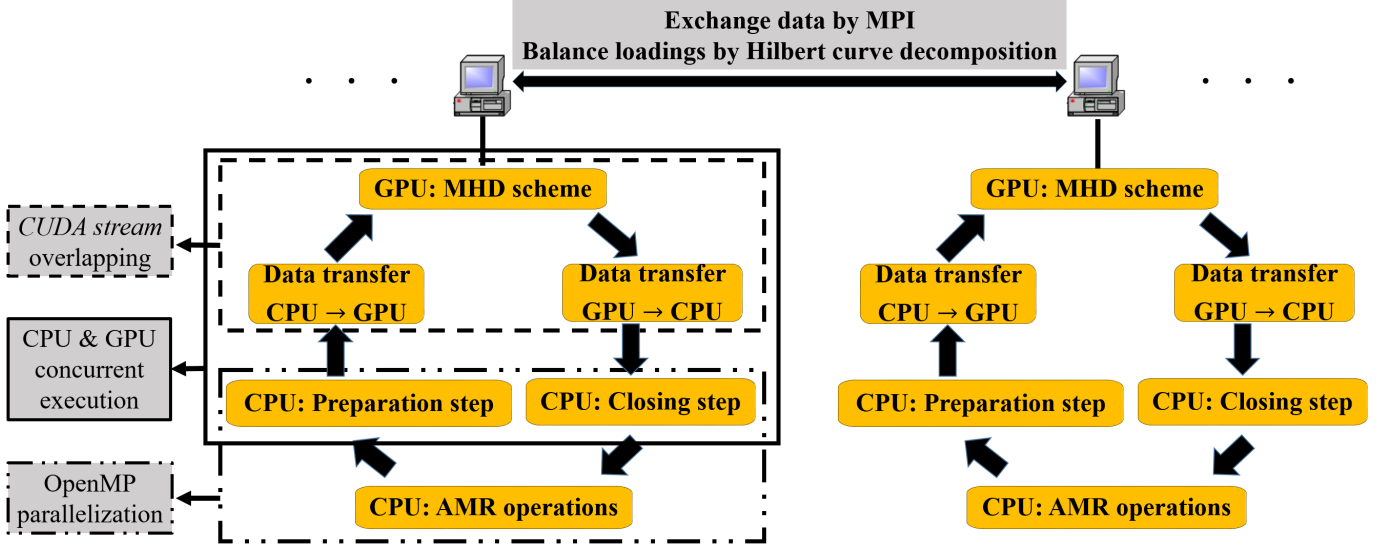 Exchange data by MPI
Balance loadings by Hilbert curve decomposition
. . .
. . .
GPU: MHD scheme
CUDA stream
overlapping
Data transfer
CPU → GPU
Data transfer
GPU → CPU
CPU & GPU
concurrent
execution
CPU: Preparation step
CPU: Closing step
OpenMP
parallelization
CPU: AMR operations
GPU: MHD scheme
Data transfer
CPU → GPU
Data transfer
GPU → CPU
CPU: Preparation step
CPU: Closing step
CPU: AMR operations